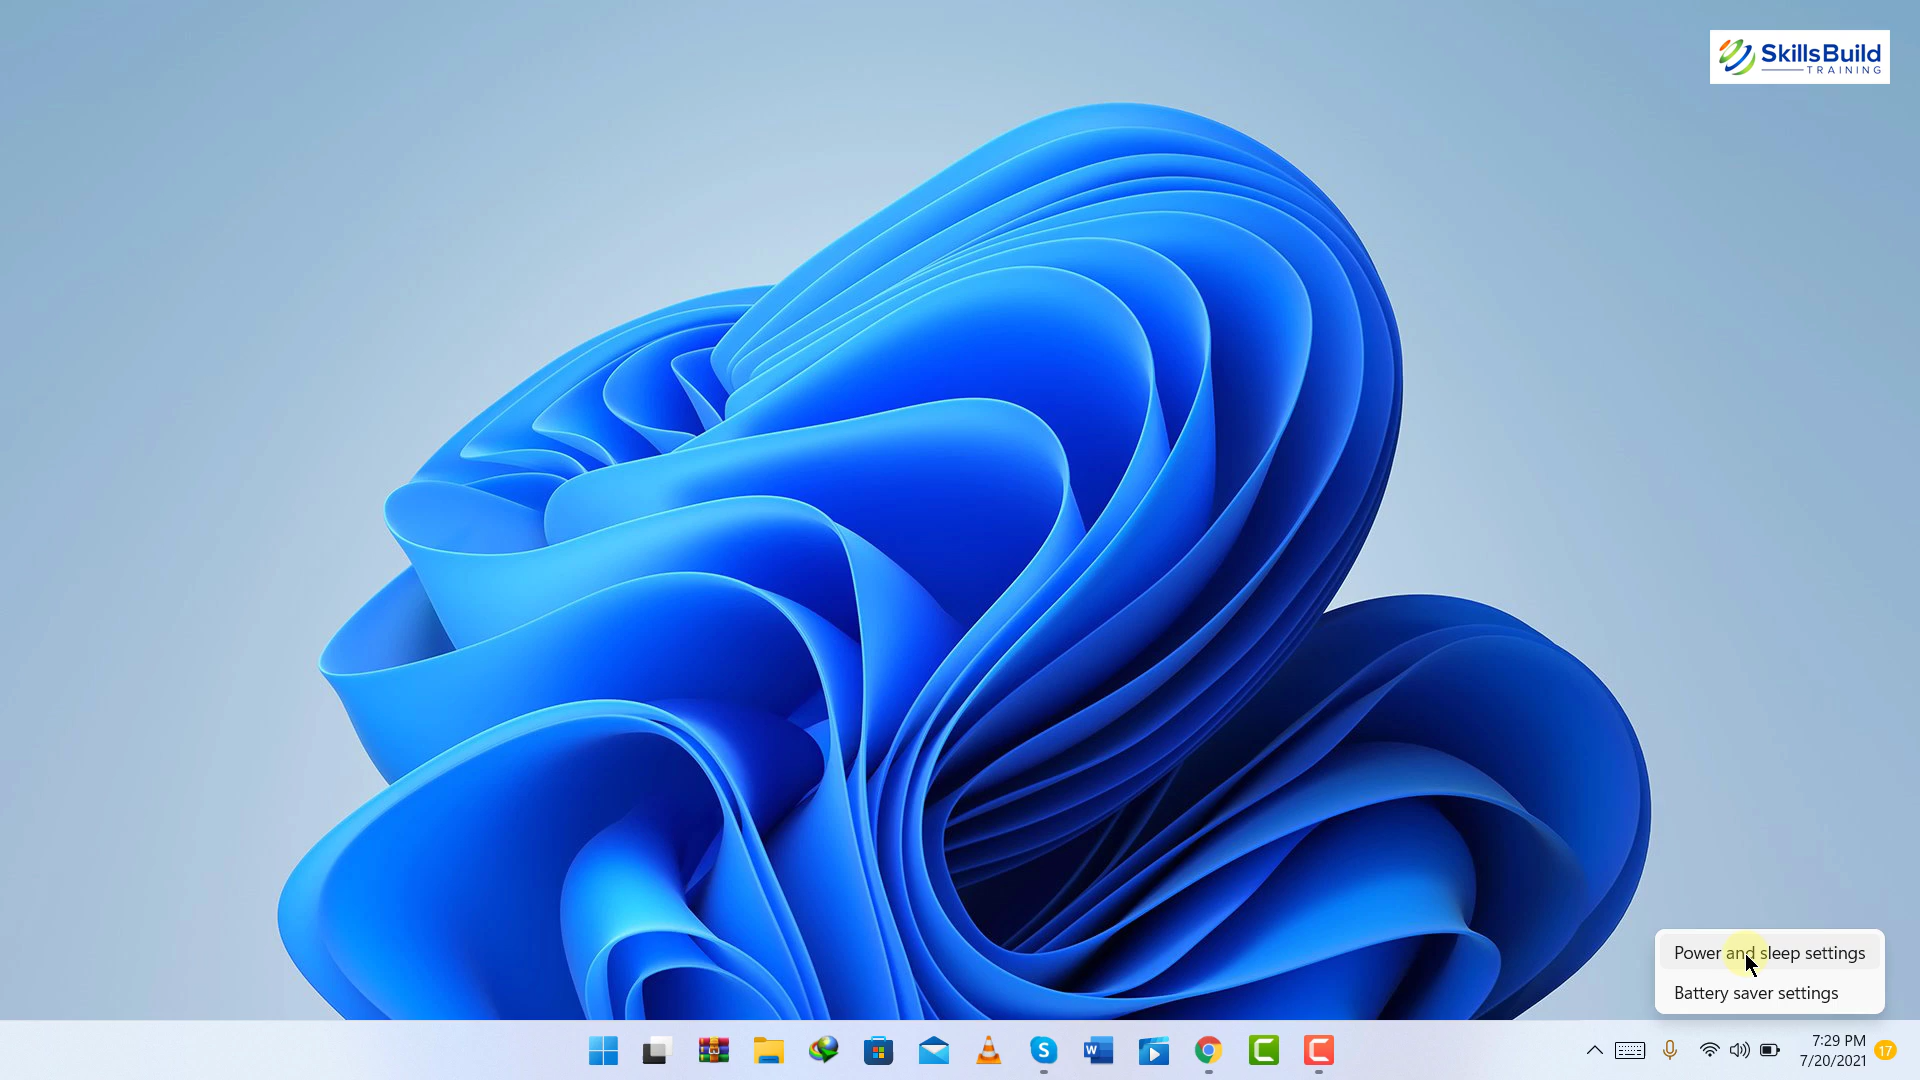 SkillsBuild
TRAINING
Power and sleep settings
Battery saver settings
7:29 PM
7/20/2021
17